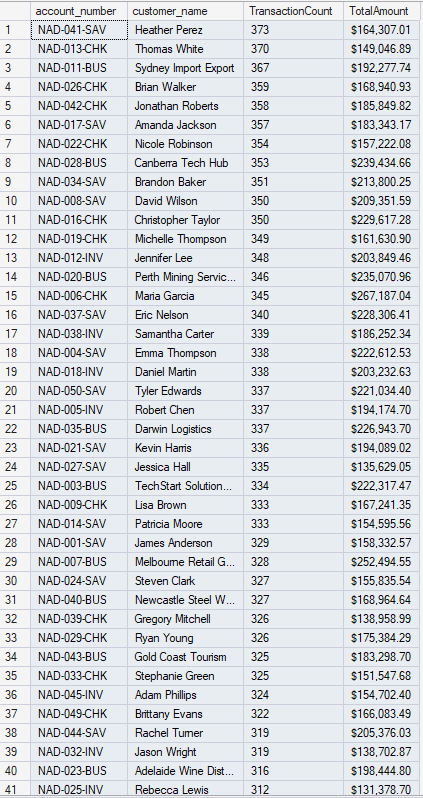 account_number customer_name TransactionCount TotalAmount
1 NAD-041-SAV Heather Perez 373 $164,307.01
2 NAD-013-CHK Thomas White 370 $149,046.89
3 NAD-011-BUS Sydney Import Export 367 $192,277.74
4 NAD-026-CHK Brian Walker 359 $168,940.93
5 NAD-042-CHK Jonathan Roberts 358 $185,849.82
6 NAD-017-SAV Amanda Jackson 357 $183,343.17
7 NAD-022-CHK Nicole Robinson 354 $157,222.08
8 NAD-028-BUS Canberra Tech Hub 353 $239,434.66
9 NAD-034-SAV Brandon Baker 351 $213,800.25
10 NAD-008-SAV David Wilson 350 $209,351.59
11 NAD-016-CHK Christopher Taylor 350 $229,617.28
12 NAD-019-CHK Michelle Thompson 349 $161,630.90
13 NAD-012-INV Jennifer Lee 348 $203,849.46
14 NAD-020-BUS Perth Mining Servic... 346 $235,070.96
15 NAD-006-CHK Maria Garcia 345 $267,187.04
16 NAD-037-SAV Eric Nelson 340 $228,306.41
17 NAD-038-INV Samantha Carter 339 $186,252.34
18 NAD-004-SAV Emma Thompson 338 $222,612.53
19 NAD-018-INV Daniel Martin 338 $203,232.63
20 NAD-050-SAV Tyler Edwards 337 $221,034.40
21 NAD-005-INV Robert Chen 337 $194,174.70
22 NAD-035-BUS Darwin Logistics 337 $226,943.70
23 NAD-021-SAV Kevin Harris 336 $194,089.02
24 NAD-027-SAV Jessica Hall 335 $135,629.05
25 NAD-003-BUS TechStart Solution... 334 $222,317.47
26 NAD-009-CHK Lisa Brown 333 $167,241.35
27 NAD-014-SAV Patricia Moore 333 $154,595.56
28 NAD-001-SAV James Anderson 329 $158,332.57
29 NAD-007-BUS Melbourne Retail G... 328 $252,494.55
30 NAD-024-SAV Steven Clark 327 $155,835.54
31 NAD-040-BUS Newcastle Steel W... 327 $168,964.64
32 NAD-039-CHK Gregory Mitchell 326 $138,958.99
33 NAD-029-CHK Ryan Young 326 $175,384.29
34 NAD-043-BUS Gold Coast Tourism 325 $183,298.70
35 NAD-033-CHK Stephanie Green 325 $151,547.68
36 NAD-045-INV Adam Phillips 324 $154,702.40
37 NAD-049-CHK Brittany Evans 322 $166,083.49
38 NAD-044-SAV Rachel Turner 319 $205,376.03
39 NAD-032-INV Jason Wright 319 $138,702.87
40 NAD-023-BUS Adelaide Wine Dist... 316 $198,444.80
41 NAD-025-INV Rebecca Lewis 312 $131,378.70